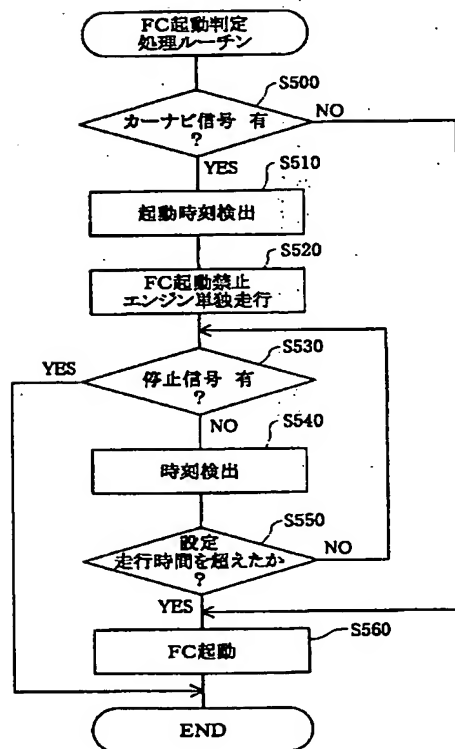 FC起動判定
処理ルーチン
S500
カーナビ信号 有
?
NO
YES
S510
起動時刻検出
S520
FC起動禁止
エンジン単独走行
S530
YES
停止信号 有
?
NO
S540
時刻検出
S550
設定
走行時間を超えたか
?
NO
YES
S560
FC起動
END